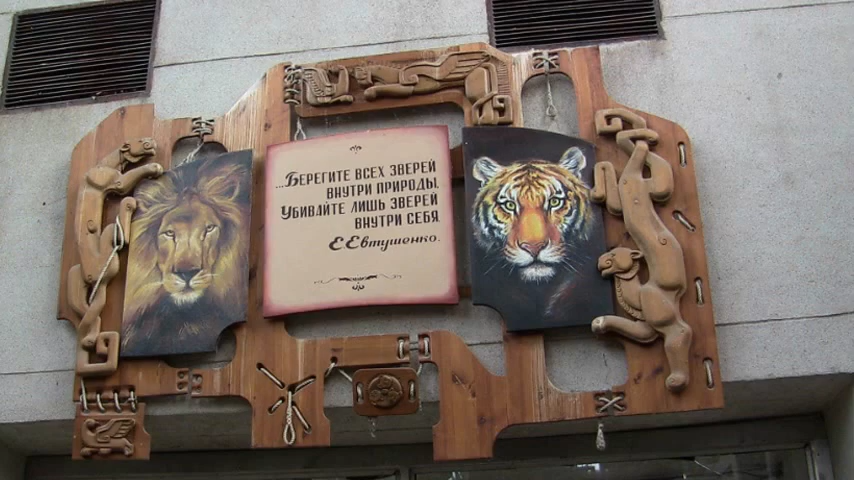 ...Берегите всех зверей
внутри природы,
Убивайте лишь зверей
внутри себя.
Е Евтушенко.